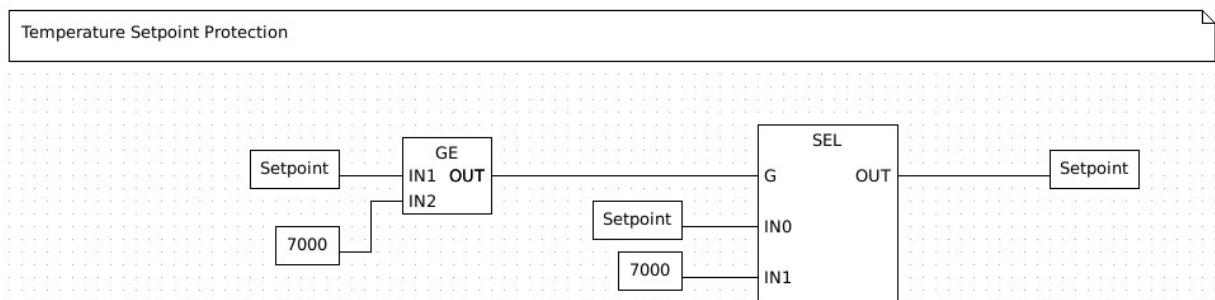 Temperature Setpoint Protection
GE
Setpoint
IN1 OUT
IN2
7000
SEL
G OUT
Setpoint
Setpoint
IN0
7000
IN1